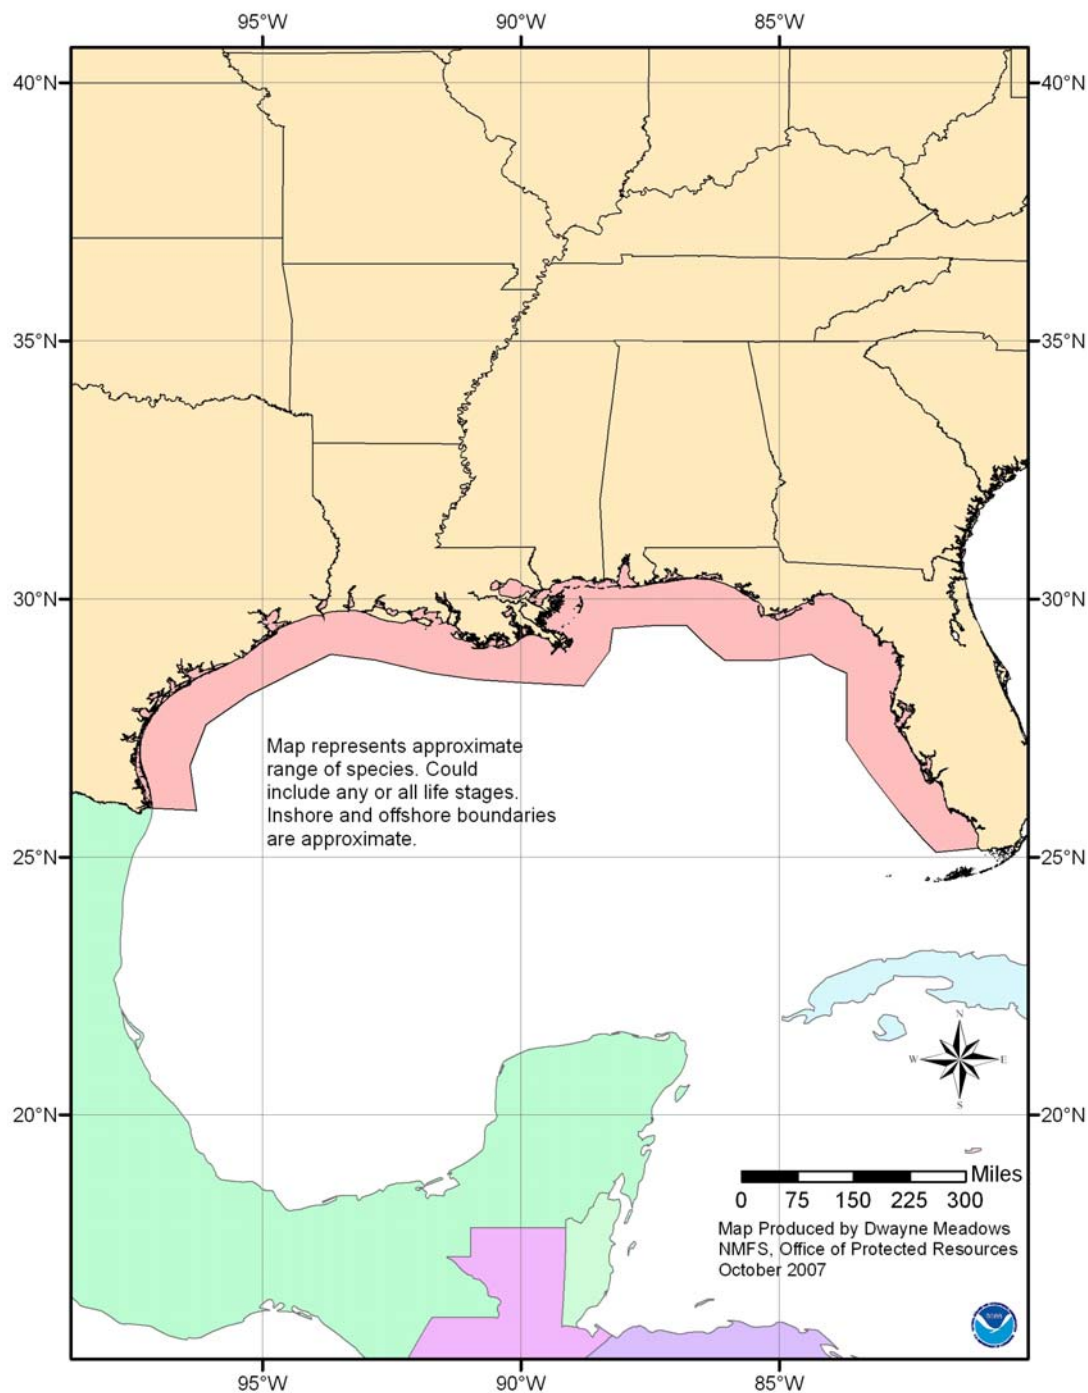 95°W 90°W 85°W
40°N 40°N
35°N 35°N
30°N 30°N
Map represents approximate
range of species. Could
include any or all life stages.
Inshore and offshore boundaries
are approximate.
25°N 25°N
N
W E
S
20°N 20°N
Miles
0 75 150 225 300
Map Produced by Dwayne Meadows
NMFS, Office of Protected Resources
October 2007
95°W 90°W 85°W